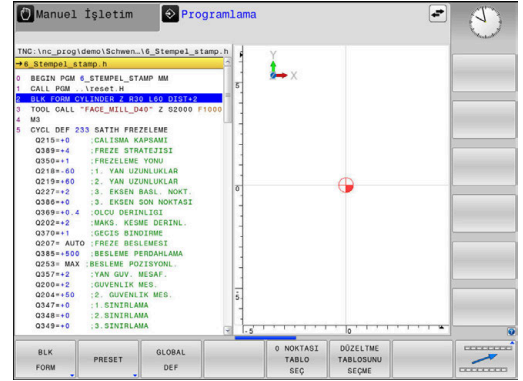 Manuel İşletim
Programlama
TNC:\nc_prog\demo\Schwen…\6_Stempel_stamp.h
→6_Stempel_stamp.h
0 BEGIN PGM 6_STEMPEL_STAMP MM
1 CALL PGM ..\reset.H
2 BLK FORM CYLINDER Z R30 L60 DIST+2
3 TOOL CALL "FACE_MILL_D40" Z S2000 F1000
4 M3
5 CYCL DEF 233 SATIH FREZELEME
Q215=+0 ;CALISMA KAPSAMI
Q389=+4 ;FREZE STRATEJISI
Q350=+1 ;FREZELEME YONU
Q218=-60 ;1. YAN UZUNLUKLAR
Q219=+60 ;2. YAN UZUNLUKLAR
Q227=+2 ;3. EKSEN BASL. NOKT.
Q386=+0 ;3. EKSEN SON NOKTASI
Q369=+0.4 ;OLCU DERINLIGI
Q202=+2 ;MAKS. KESME DERINL.
Q370=+1 ;GECIS BINDIRME
Q207= AUTO ;FREZE BESLEMESI
Q385=+500 ;BESLEME PERDAHLAMA
Q253= MAX ;BESLEME POZISYONL.
Q357=+2 ;YAN GUV. MESAF.
Q200=+2 ;GUVENLIK MES.
Q204=+50 ;2. GUVENLIK MES.
Q347=+0 ;1.SINIRLAMA
Q348=+0 ;2.SINIRLAMA
Q349=+0 ;3.SINIRLAMA
Y
X
5
0
5
-5
0
BLK
FORM
PRESET
GLOBAL
DEF
0 NOKTASI
TABLO
SEÇ
DÜZELTME
TABLOSUNU
SEÇME